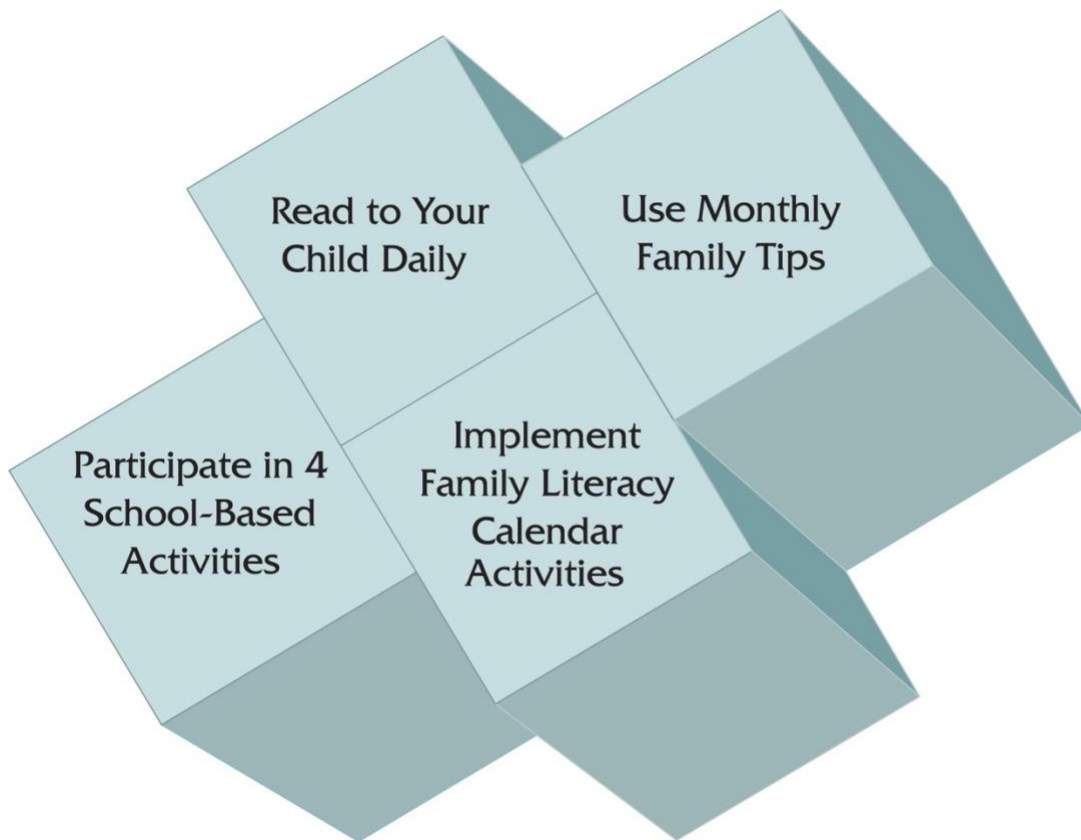 Read to Your
Child Daily
Use Monthly
Family Tips
Participate in 4
School-Based
Activities
Implement
Family Literacy
Calendar
Activities